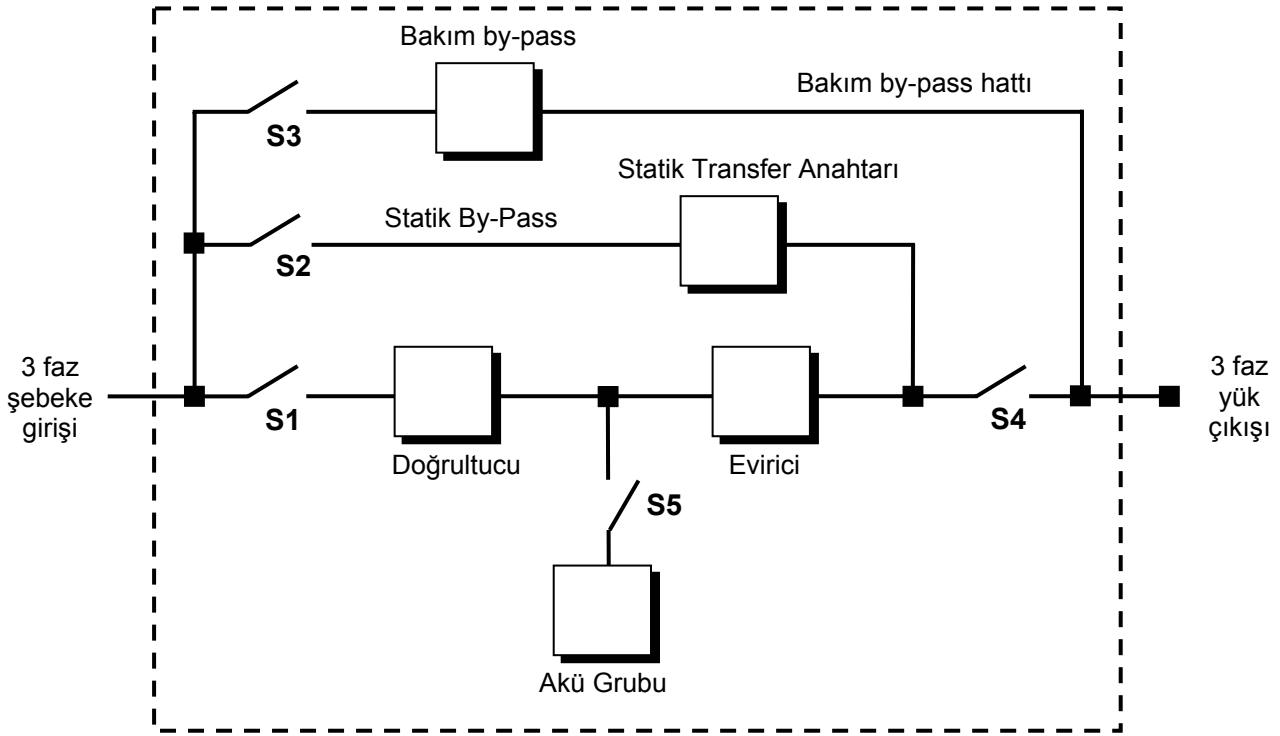 Bakım by-pass
Bakım by-pass hattı
S3
Statik Transfer Anahtarı
Statik By-Pass
S2
3 faz
şebeke
girişi
S1
Doğrultucu
Evirici
S4
3 faz
yük
çıkışı
S5
Akü Grubu